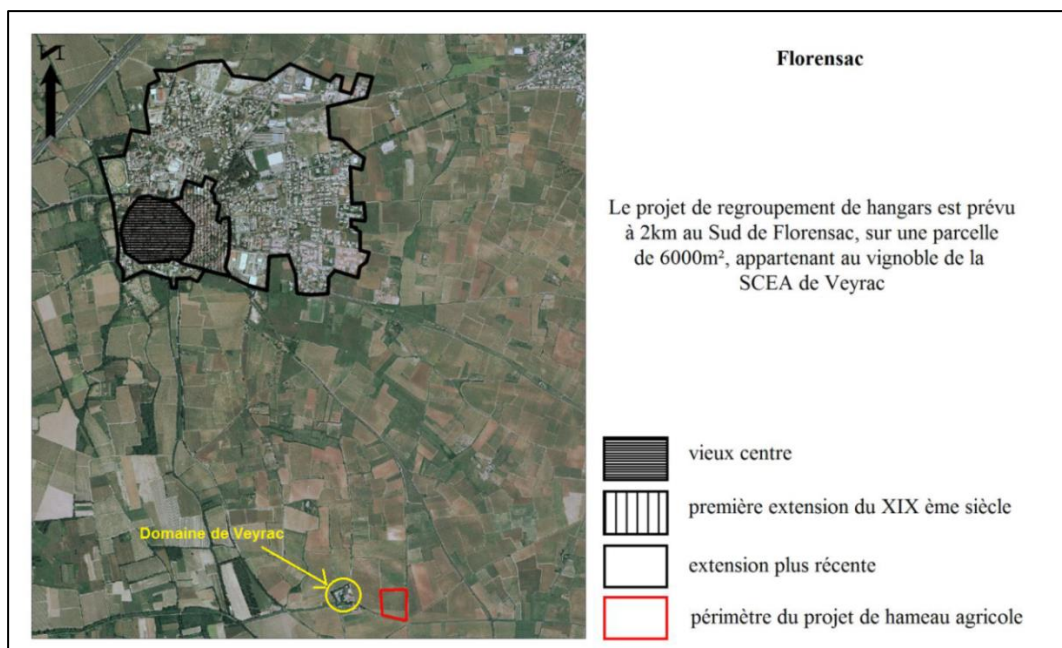 N
Florensac
Le projet de regroupement de hangars est prévu
à 2km au Sud de Florensac, sur une parcelle
de 6000m², appartenant au vignoble de la
SCEA de Veyrac
Domaine de Veyrac
vieux centre
première extension du XIX ème siècle
extension plus récente
périmètre du projet de hameau agricole